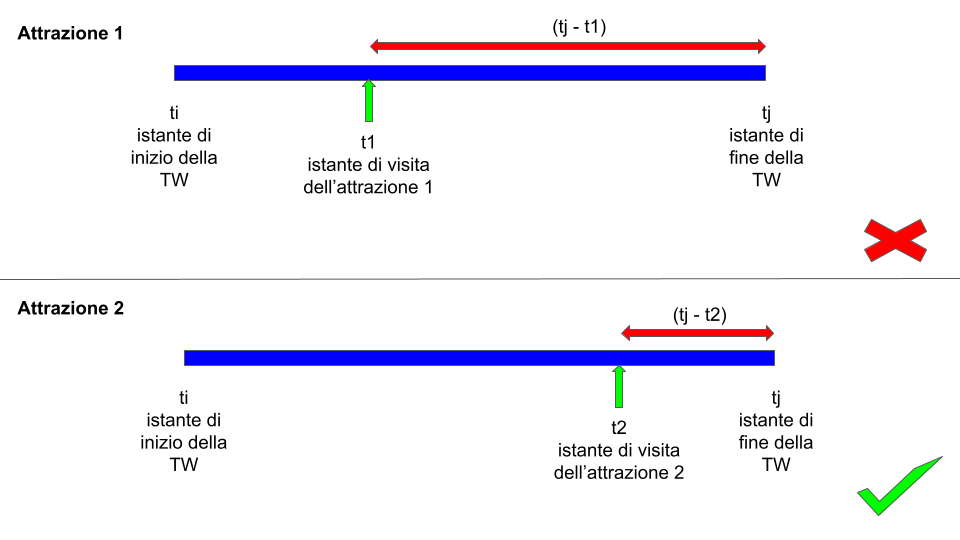 Attrazione 1
(tj - t1)
ti
istante di
inizio della
TW
t1
istante di visita
dell'attrazione 1
tj
istante di
fine della
TW
Attrazione 2
(tj - t2)
ti
istante di
inizio della
TW
t2
istante di visita
dell'attrazione 2
tj
istante di
fine della
TW